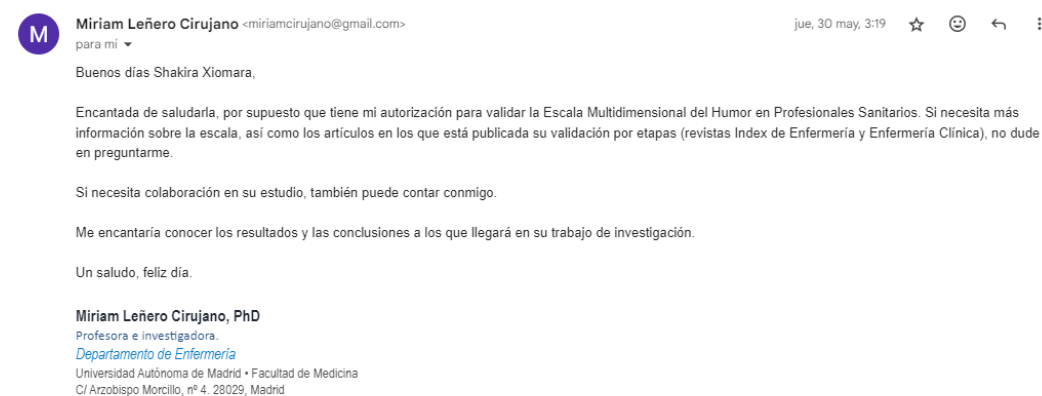 M
Miriam Leñero Cirujano <miriamcirujano@gmail.com>
jue, 30 may, 3:19
para mí
Buenos días Shakira Xiomara,
Encantada de saludarla, por supuesto que tiene mi autorización para validar la Escala Multidimensional del Humor en Profesionales Sanitarios. Si necesita más
información sobre la escala, así como los artículos en los que está publicada su validación por etapas (revistas Index de Enfermería y Enfermería Clínica), no dude
en preguntarme.
Si necesita colaboración en su estudio, también puede contar conmigo.
Me encantaría conocer los resultados y las conclusiones a los que llegará en su trabajo de investigación.
Un saludo, feliz día.
Miriam Leñero Cirujano, PhD
Profesora e investigadora.
Departamento de Enfermería
Universidad Autónoma de Madrid • Facultad de Medicina
C/ Arzobispo Morcillo, nº 4. 28029, Madrid